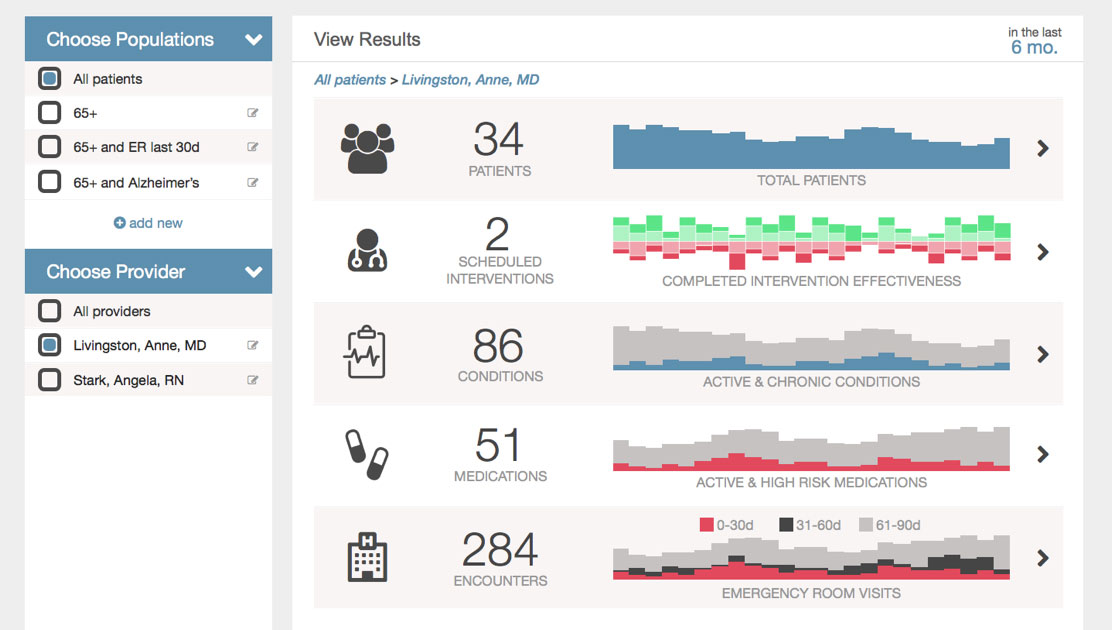 Choose Populations
All patients
65+
65+ and ER last 30d
65+ and Alzheimer's
add new
Choose Provider
All providers
Livingston, Anne, MD
Stark, Angela, RN
View Results
in the last
6 mo.
All patients > Livingston, Anne, MD
34
PATIENTS
TOTAL PATIENTS
2
SCHEDULED
INTERVENTIONS
COMPLETED INTERVENTION EFFECTIVENESS
86
CONDITIONS
ACTIVE & CHRONIC CONDITIONS
51
MEDICATIONS
ACTIVE & HIGH RISK MEDICATIONS
H
284
ENCOUNTERS
0-30d 31-60d 61-90d
EMERGENCY ROOM VISITS